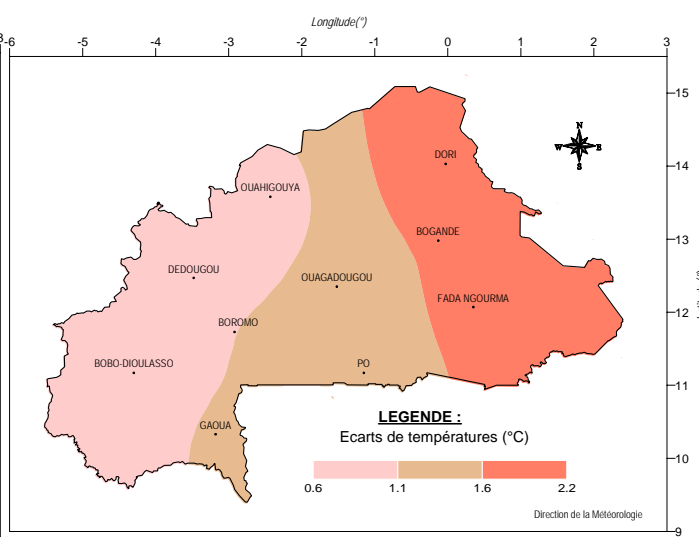 Longitude(°)
-6 -5 -4 -3 -2 -1 0 1 2 3
15
N
W E
S
DORI
14
OUAHIGOUYA
BOGANDE
13
DEDOUGOU
OUAGADOUGOU
FADA NGOURMA
12
BOROMO
BOBO-DIOULASSO
PO
11
LEGENDE :
GAOUA
Ecarts de températures (°C)
10
0.6 1.1 1.6 2.2
Direction de la Météorologie
9